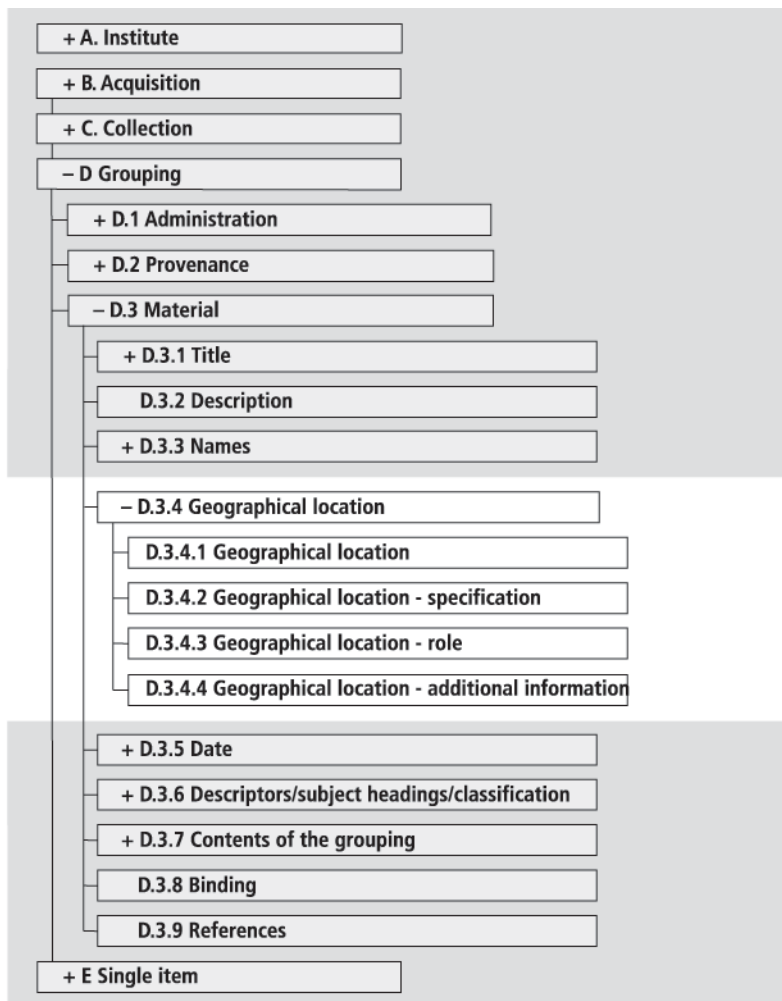 + A. Institute
+ B. Acquisition
+ C. Collection
– D Grouping
+ D.1 Administration
+ D.2 Provenance
– D.3 Material
+ D.3.1 Title
D.3.2 Description
+ D.3.3 Names
– D.3.4 Geographical location
D.3.4.1 Geographical location
D.3.4.2 Geographical location - specification
D.3.4.3 Geographical location - role
D.3.4.4 Geographical location - additional information
+ D.3.5 Date
+ D.3.6 Descriptors/subject headings/classification
+ D.3.7 Contents of the grouping
D.3.8 Binding
D.3.9 References
+ E Single item